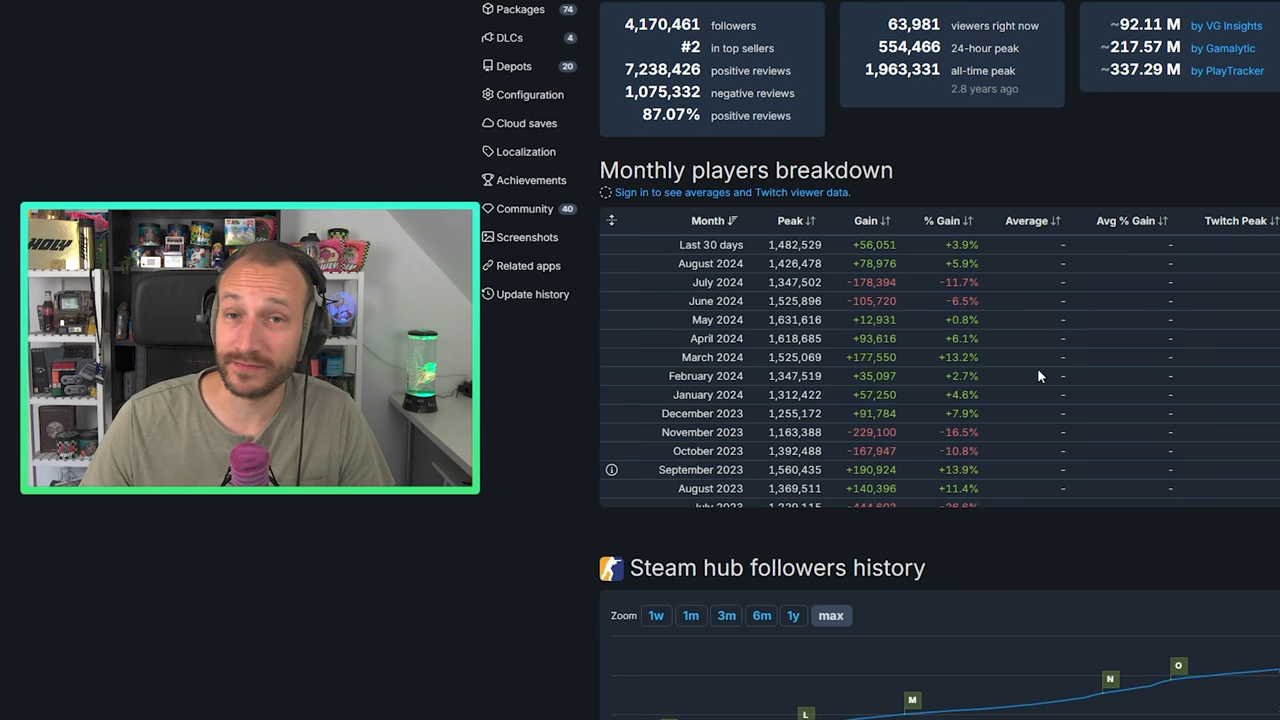 Packages 74
DLCs 4
Depots 20
Configuration
Cloud saves
Localization
Achievements
Community 40
Screenshots
Related apps
Update history
4,170,461 followers
#2 in top sellers
7,238,426 positive reviews
1,075,332 negative reviews
87.07% positive reviews
63,981 viewers right now
554,466 24-hour peak
1,963,331 all-time peak
2.8 years ago
~92.11 M by VG Insights
~217.57 M by Gamalytic
~337.29 M by PlayTracker
Monthly players breakdown
Sign in to see averages and Twitch viewer data.
Month Peak Gain % Gain Average Avg % Gain Twitch Peak
Last 30 days 1,482,529 +56,051 +3.9% - -
August 2024 1,426,478 +78,976 +5.9% - -
July 2024 1,347,502 -178,394 -11.7% - -
June 2024 1,525,896 -105,720 -6.5% - -
May 2024 1,631,616 +12,931 +0.8% - -
April 2024 1,618,685 +93,616 +6.1% - -
March 2024 1,525,069 +177,550 +13.2% - -
February 2024 1,347,519 +35,097 +2.7% - -
January 2024 1,312,422 +57,250 +4.6% - -
December 2023 1,255,172 +91,784 +7.9% - -
November 2023 1,163,388 -229,100 -16.5% - -
October 2023 1,392,488 -167,947 -10.8% - -
September 2023 1,560,435 +190,924 +13.9% - -
August 2023 1,369,511 +140,396 +11.4% - -
July 2023 1,229,115 -444,602 -26.6%
HOLY
Steam hub followers history
Zoom 1w 1m 3m 6m 1y max
L
M
N
O